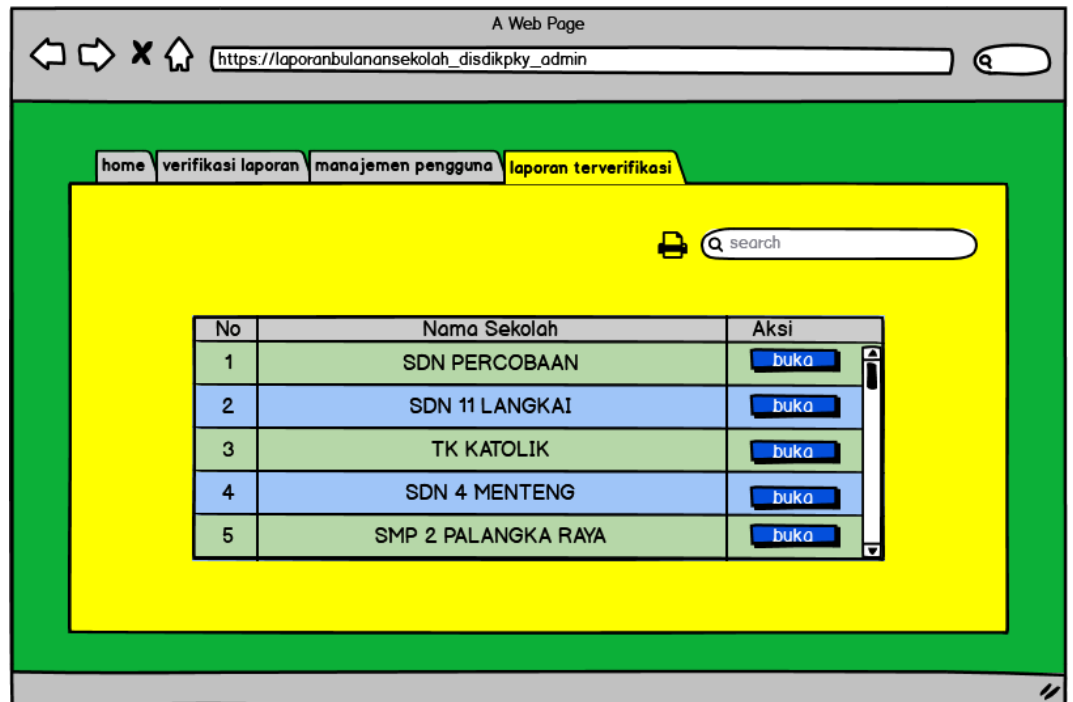 A Web Page
https://laporanbulanansekolah_disdikpky_admin
home verifikasi laporan manajemen pengguna laporan terverifikasi
search
No Nama Sekolah Aksi
1 SDN PERCOBAAN buka
2 SDN 11 LANGKAI buka
3 TK KATOLIK buka
4 SDN 4 MENTENG buka
5 SMP 2 PALANGKA RAYA buka